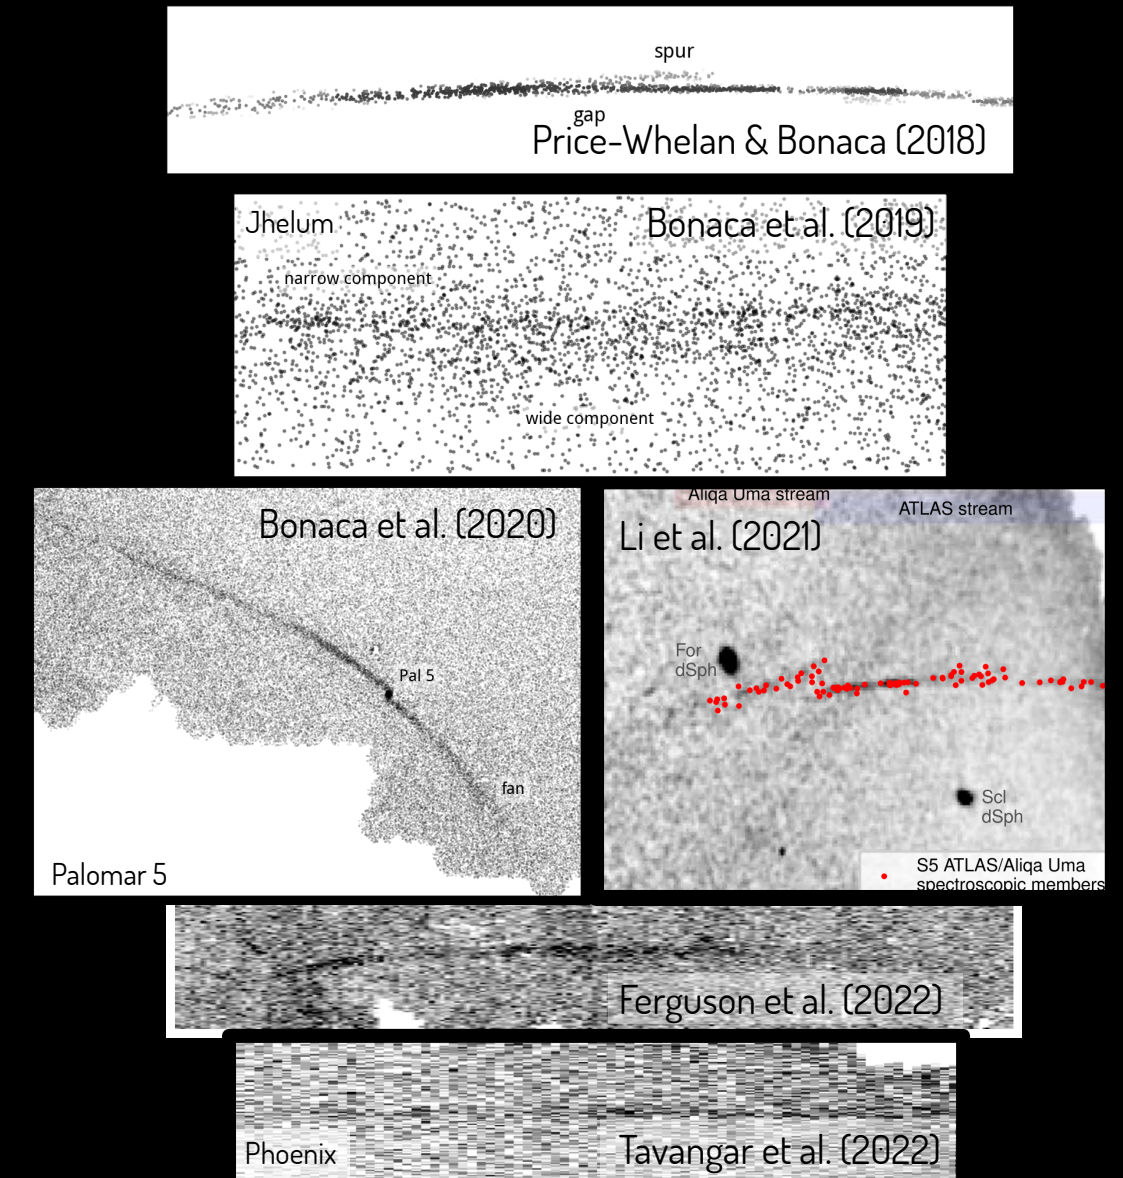 spur
gap
Price-Whelan & Bonaca (2018)
Jhelum
Bonaca et al. (2019)
narrow component
wide component
Bonaca et al. (2020)
Pal 5
fan
Palomar 5
Aliqa Uma stream
ATLAS stream
Li et al. (2021)
For
dSph
Scl
dSph
S5 ATLAS/Aliqa Uma
spectroscopic members
Ferguson et al. (2022)
Phoenix
Tavangar et al. (2022)